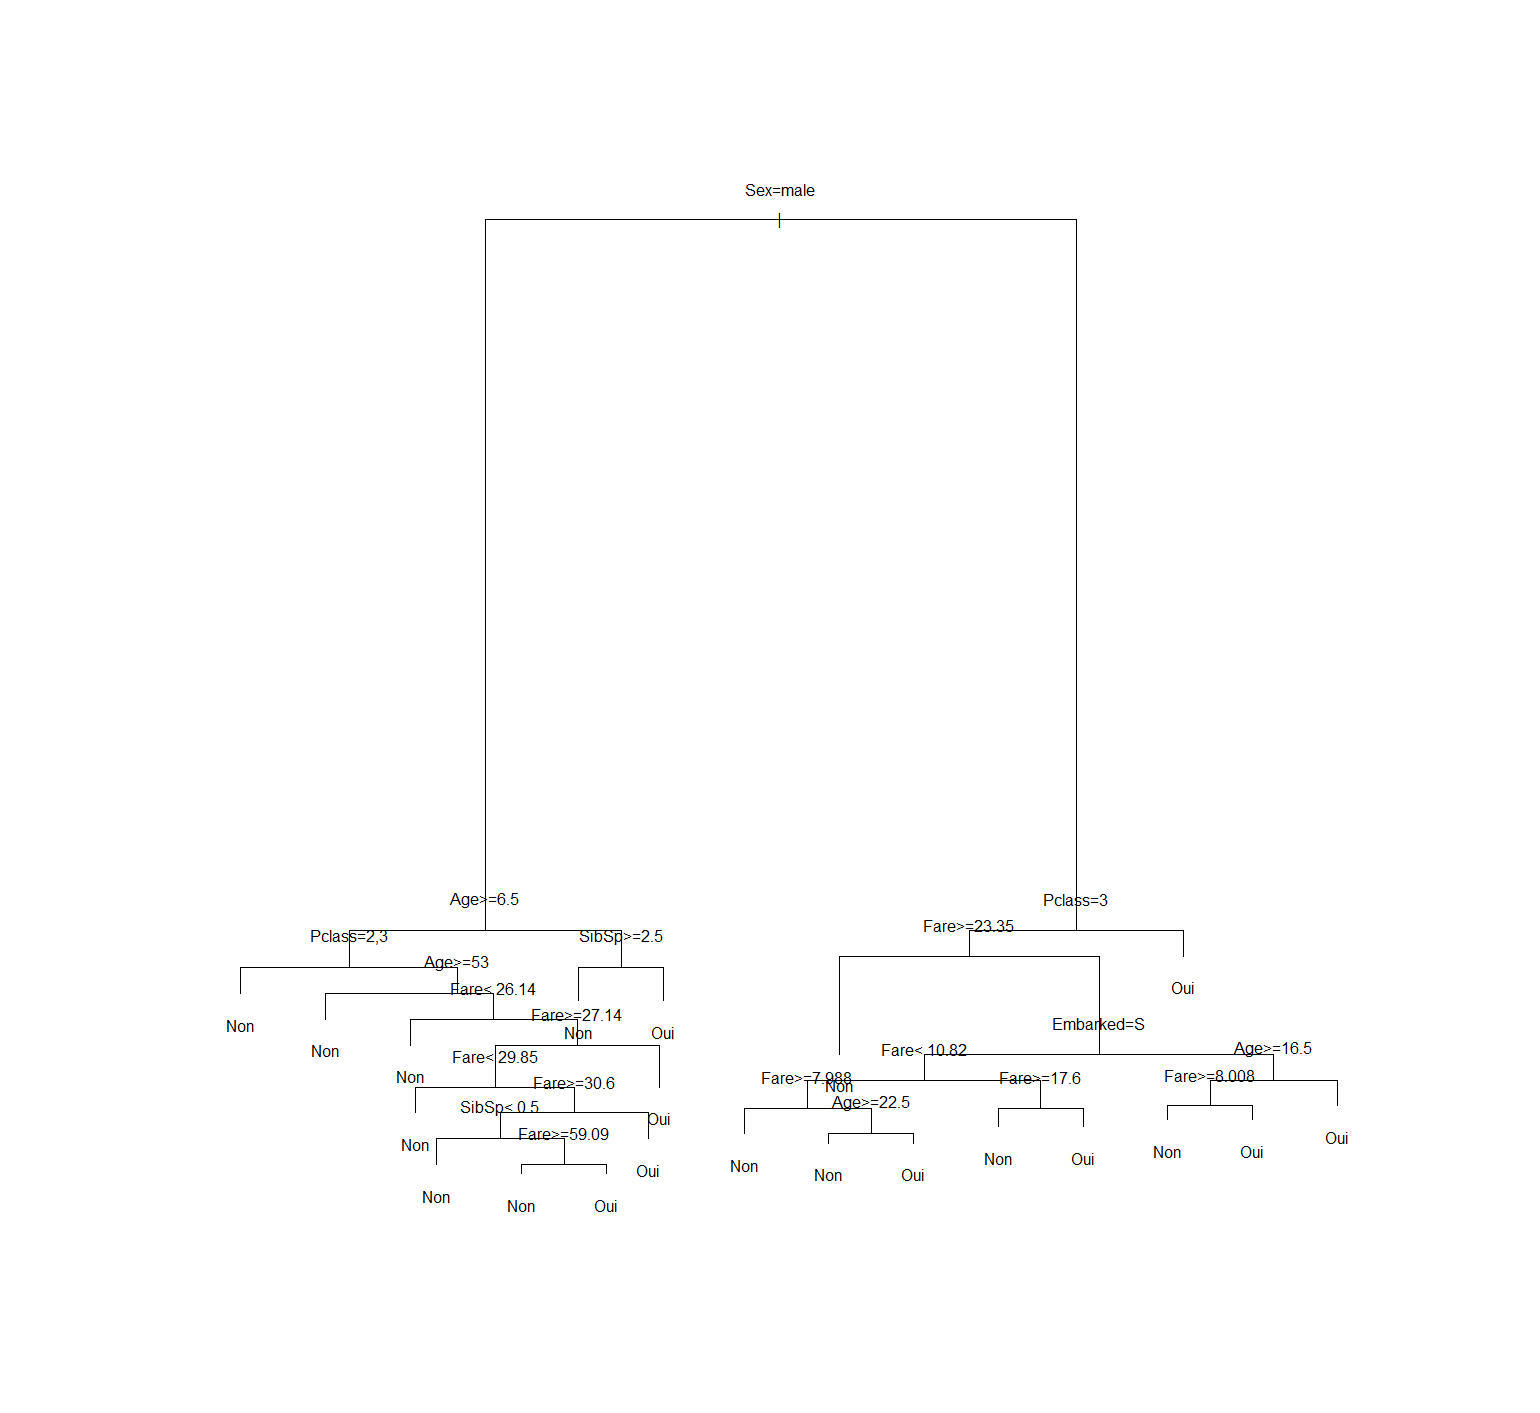 Sex=male
Age>=6.5
Pclass=3
Fare>=23.35
Pclass=2,3
SibSp>=2.5
Age>=53
Fare< 26.14
Oui
Fare>=27.14
Embarked=S
Non
Non
Oui
Non
Fare< 29.85
Fare< 10.82
Age>=16.5
Non
Fare>=30.6
Fare>=7.988
Non
Fare>=17.6
Fare>=8.008
SibSp< 0.5
Age>=22.5
Oui
Fare>=59.09
Oui
Non
Non
Oui
Non
Oui
Non
Oui
Non
Non
Oui
Non
Oui